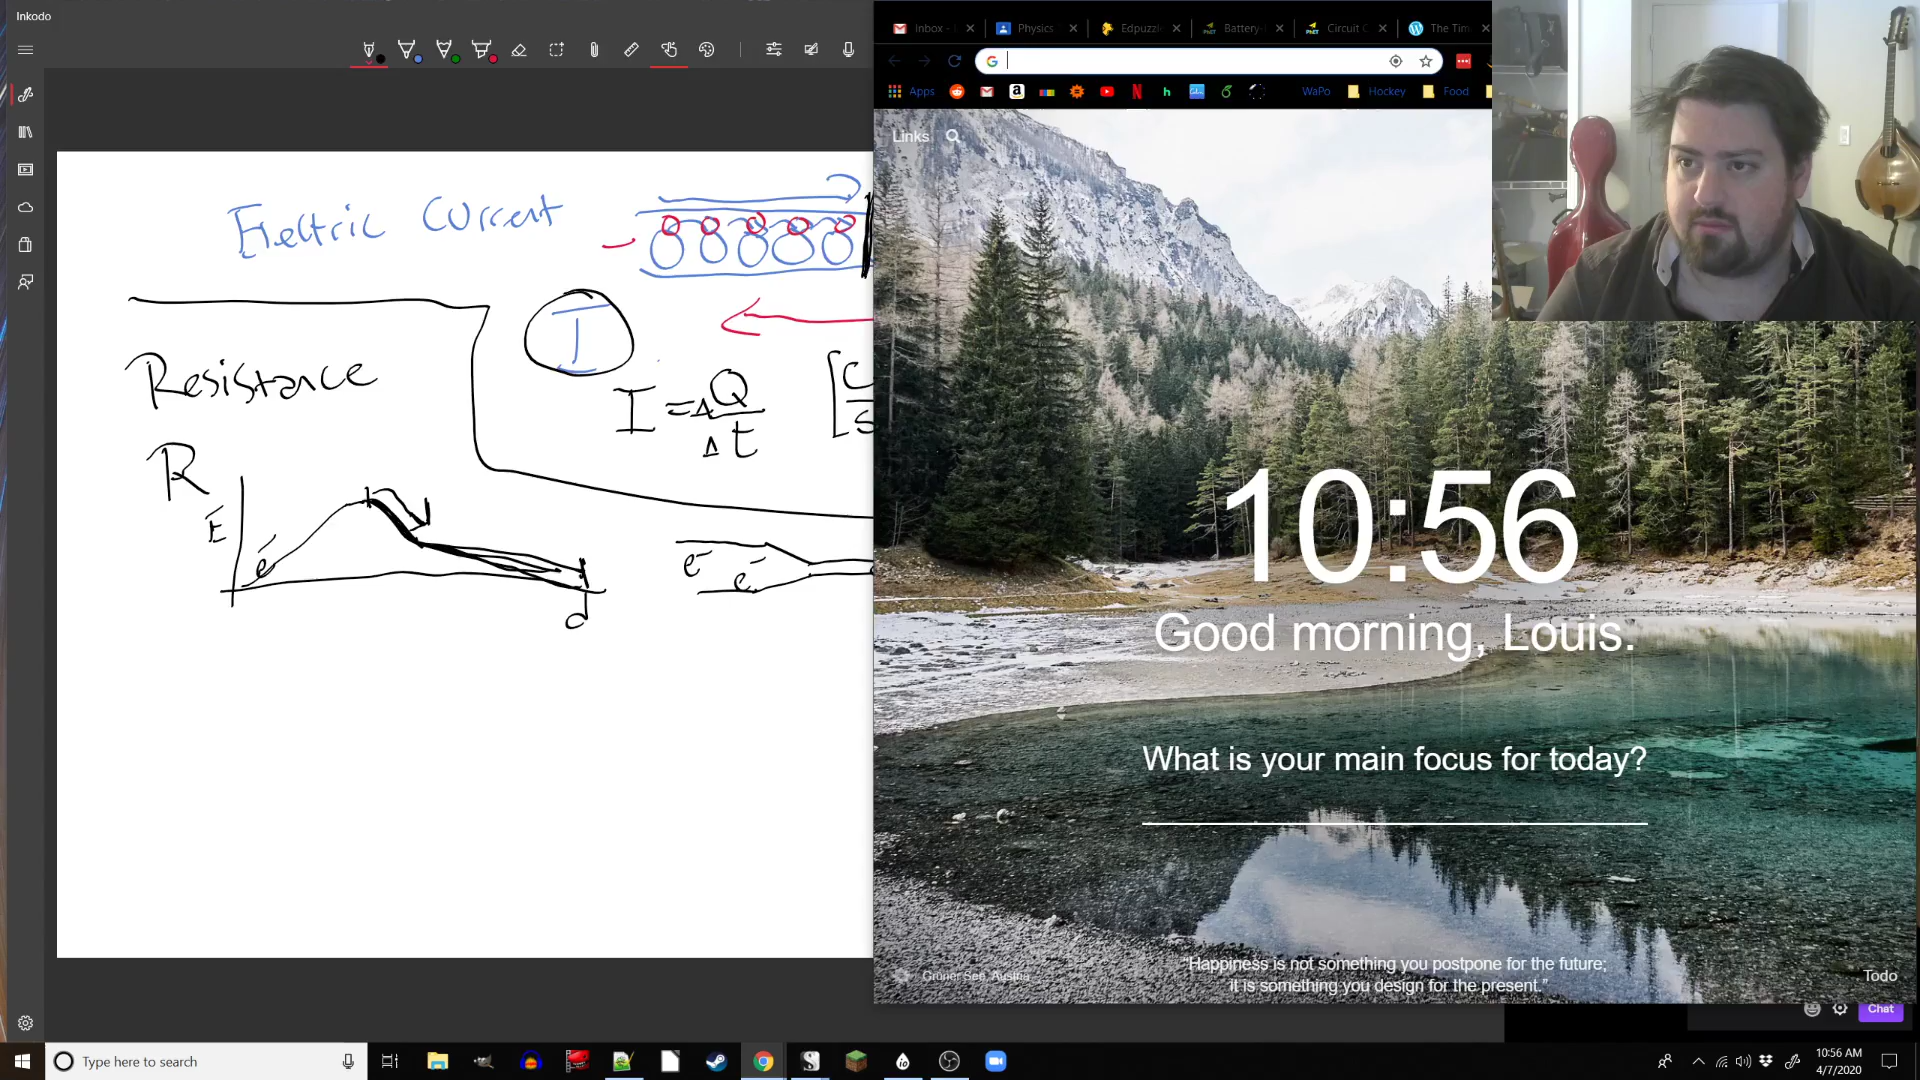 Inkodo
Inbox -
Physics
Edpuzzl
Battery-
Circuit C
The Tim
Apps
WaPo
Hockey
Food
Links
Electric Current
I
Resistance
I = ΔQ
Δt
[C
s
R
E
e⁻
d
e⁻
e⁻
10:56
Good morning, Louis.
What is your main focus for today?
Grüner See, Austria
"Happiness is not something you postpone for the future;
it is something you design for the present."
Todo
Chat
Type here to search
10:56 AM
4/7/2020